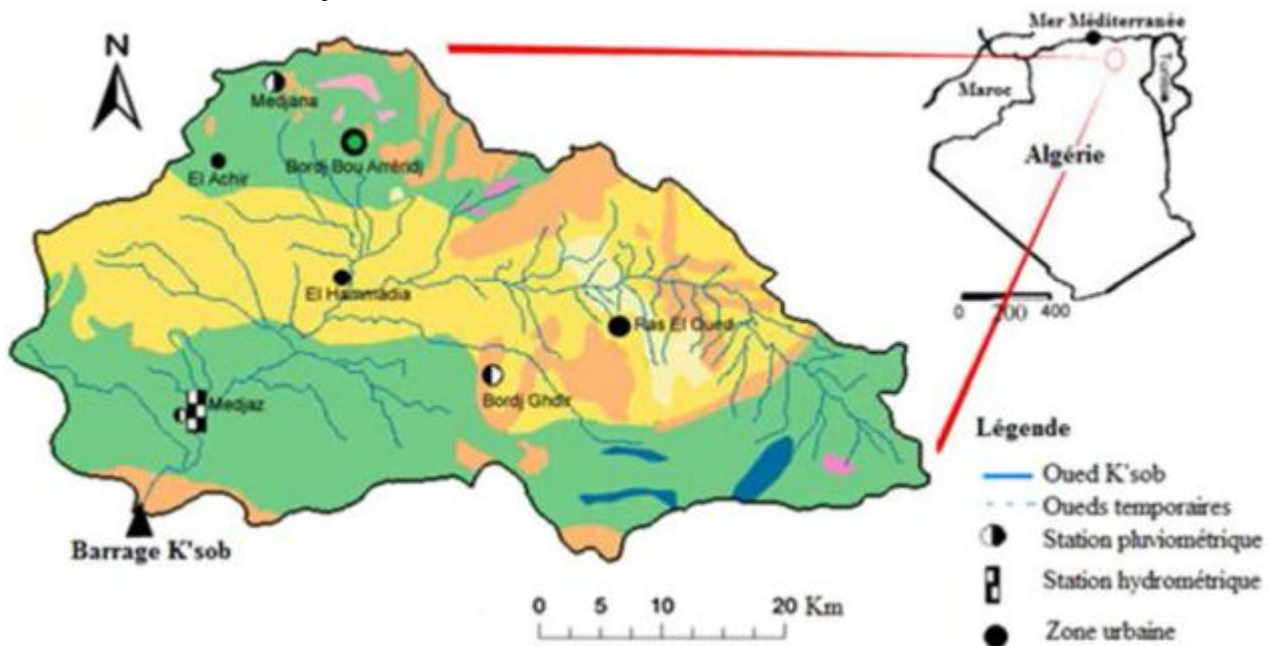 Mer Méditerranée
Maroc
Tunisie
Algérie
0 200 400
N
Medjana
Bordj Bou Amèridj
El Achir
El Hammadia
Ras El Oued
Bordj Ghdir
Medjaz
Barrage K'sob
0 5 10 20 Km
Légende
Oued K'sob
Oueds temporaires
Station pluviométrique
Station hydrométrique
Zone urbaine